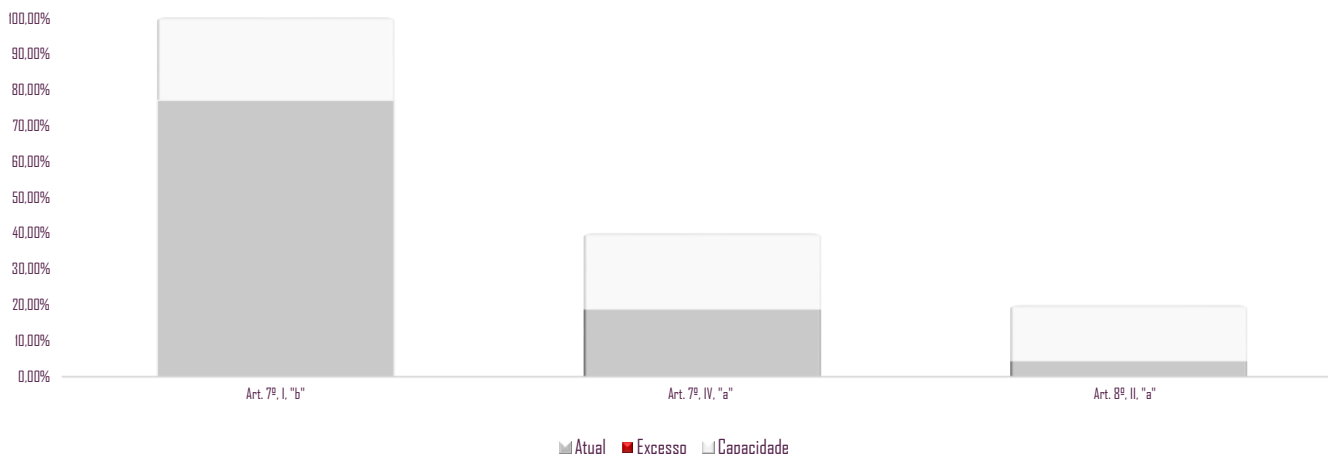 100,00%
90,00%
80,00%
70,00%
60,00%
50,00%
40,00%
30,00%
20,00%
10,00%
0,00%
Art. 7º, I, "b"
Art. 7º, IV, "a"
Art. 8º, II, "a"
Atual Excesso Capacidade